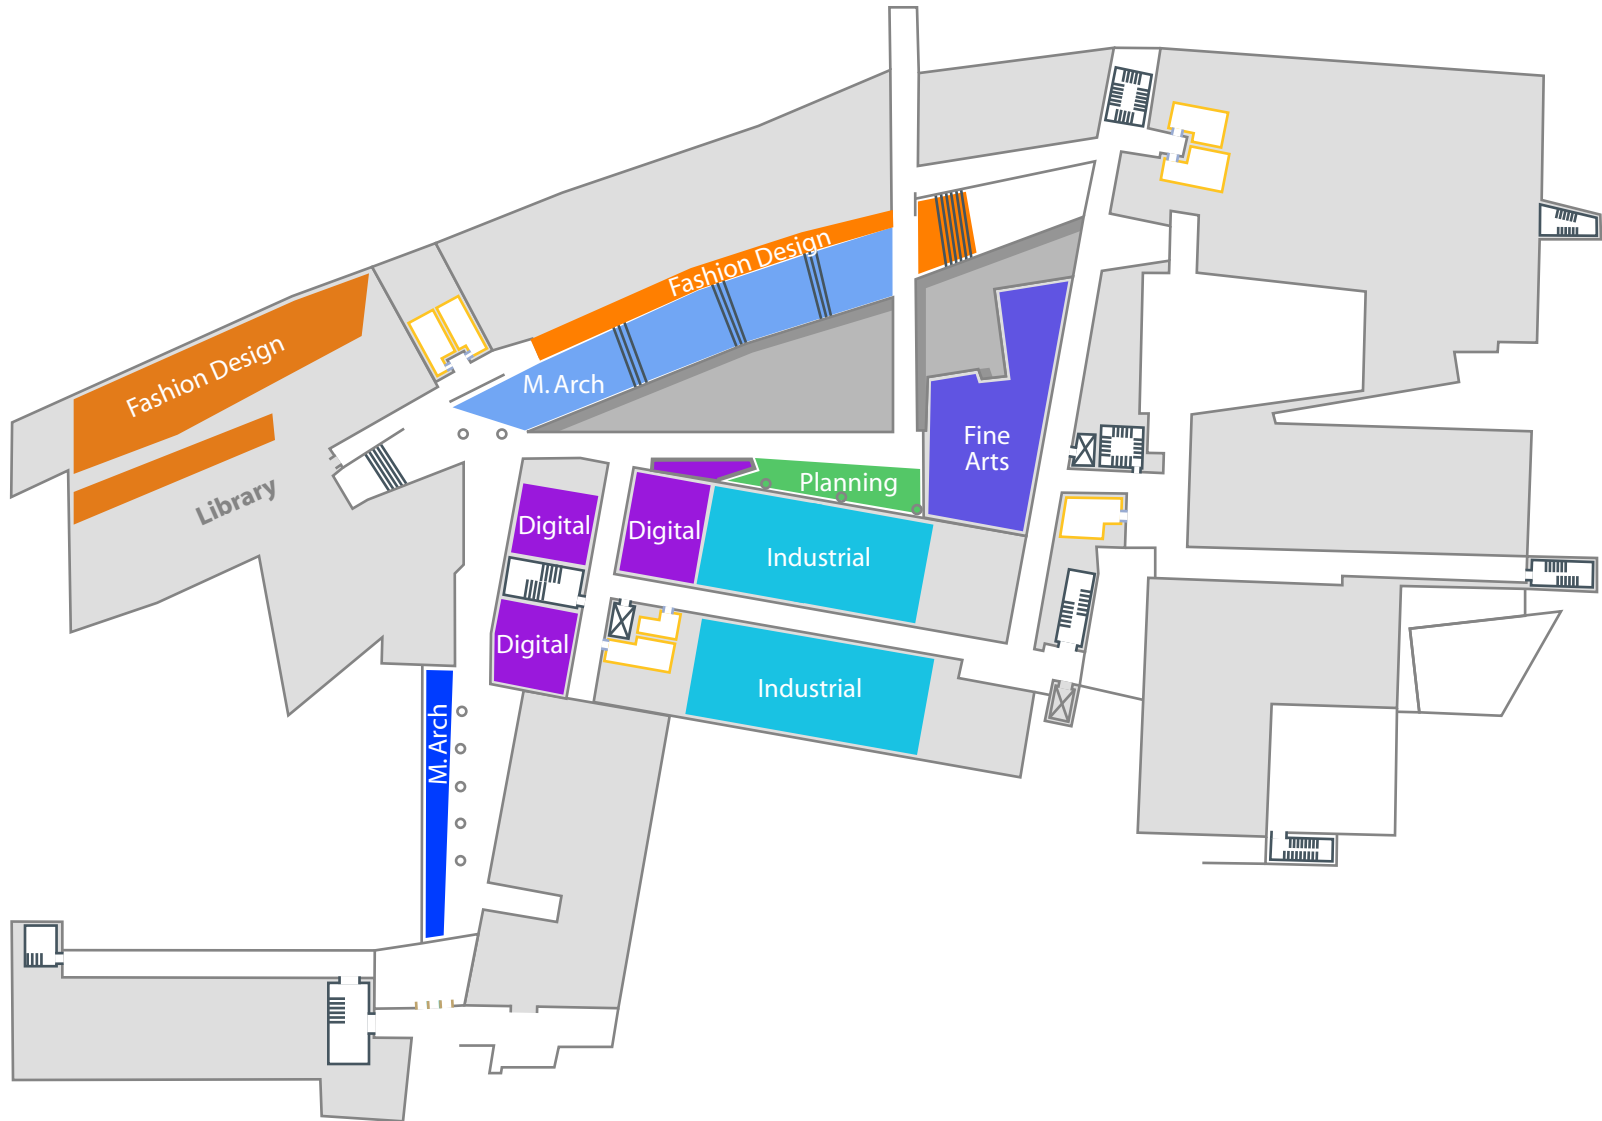 Fashion Design
Fashion Design
M. Arch
Library
Fine
Arts
Planning
Digital
Digital
Industrial
Digital
Industrial
M. Arch